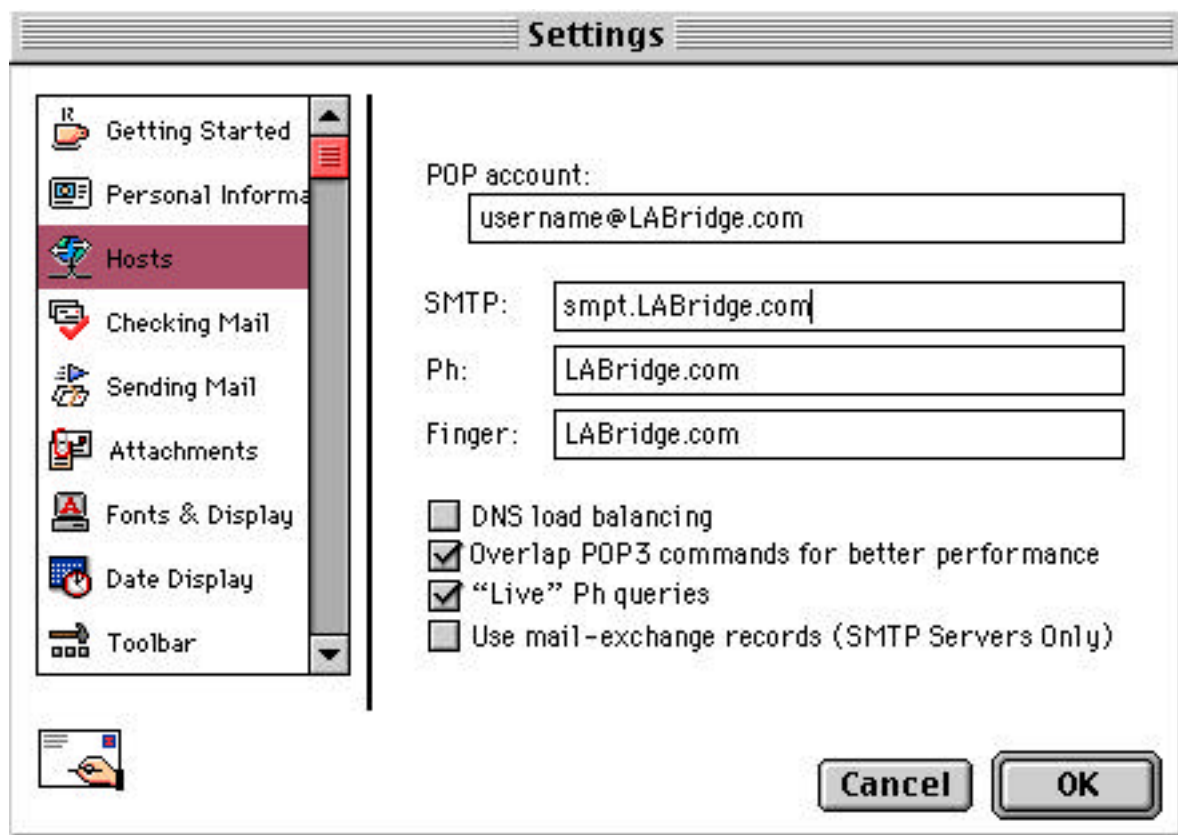 Settings
Getting Started
Personal Informa
Hosts
Checking Mail
Sending Mail
Attachments
Fonts & Display
Date Display
Toolbar
POP account:
username@LABridge.com
SMTP: smpt.LABridge.com
Ph: LABridge.com
Finger: LABridge.com
DNS load balancing
Overlap POP3 commands for better performance
“Live” Ph queries
Use mail-exchange records (SMTP Servers Only)
Cancel OK